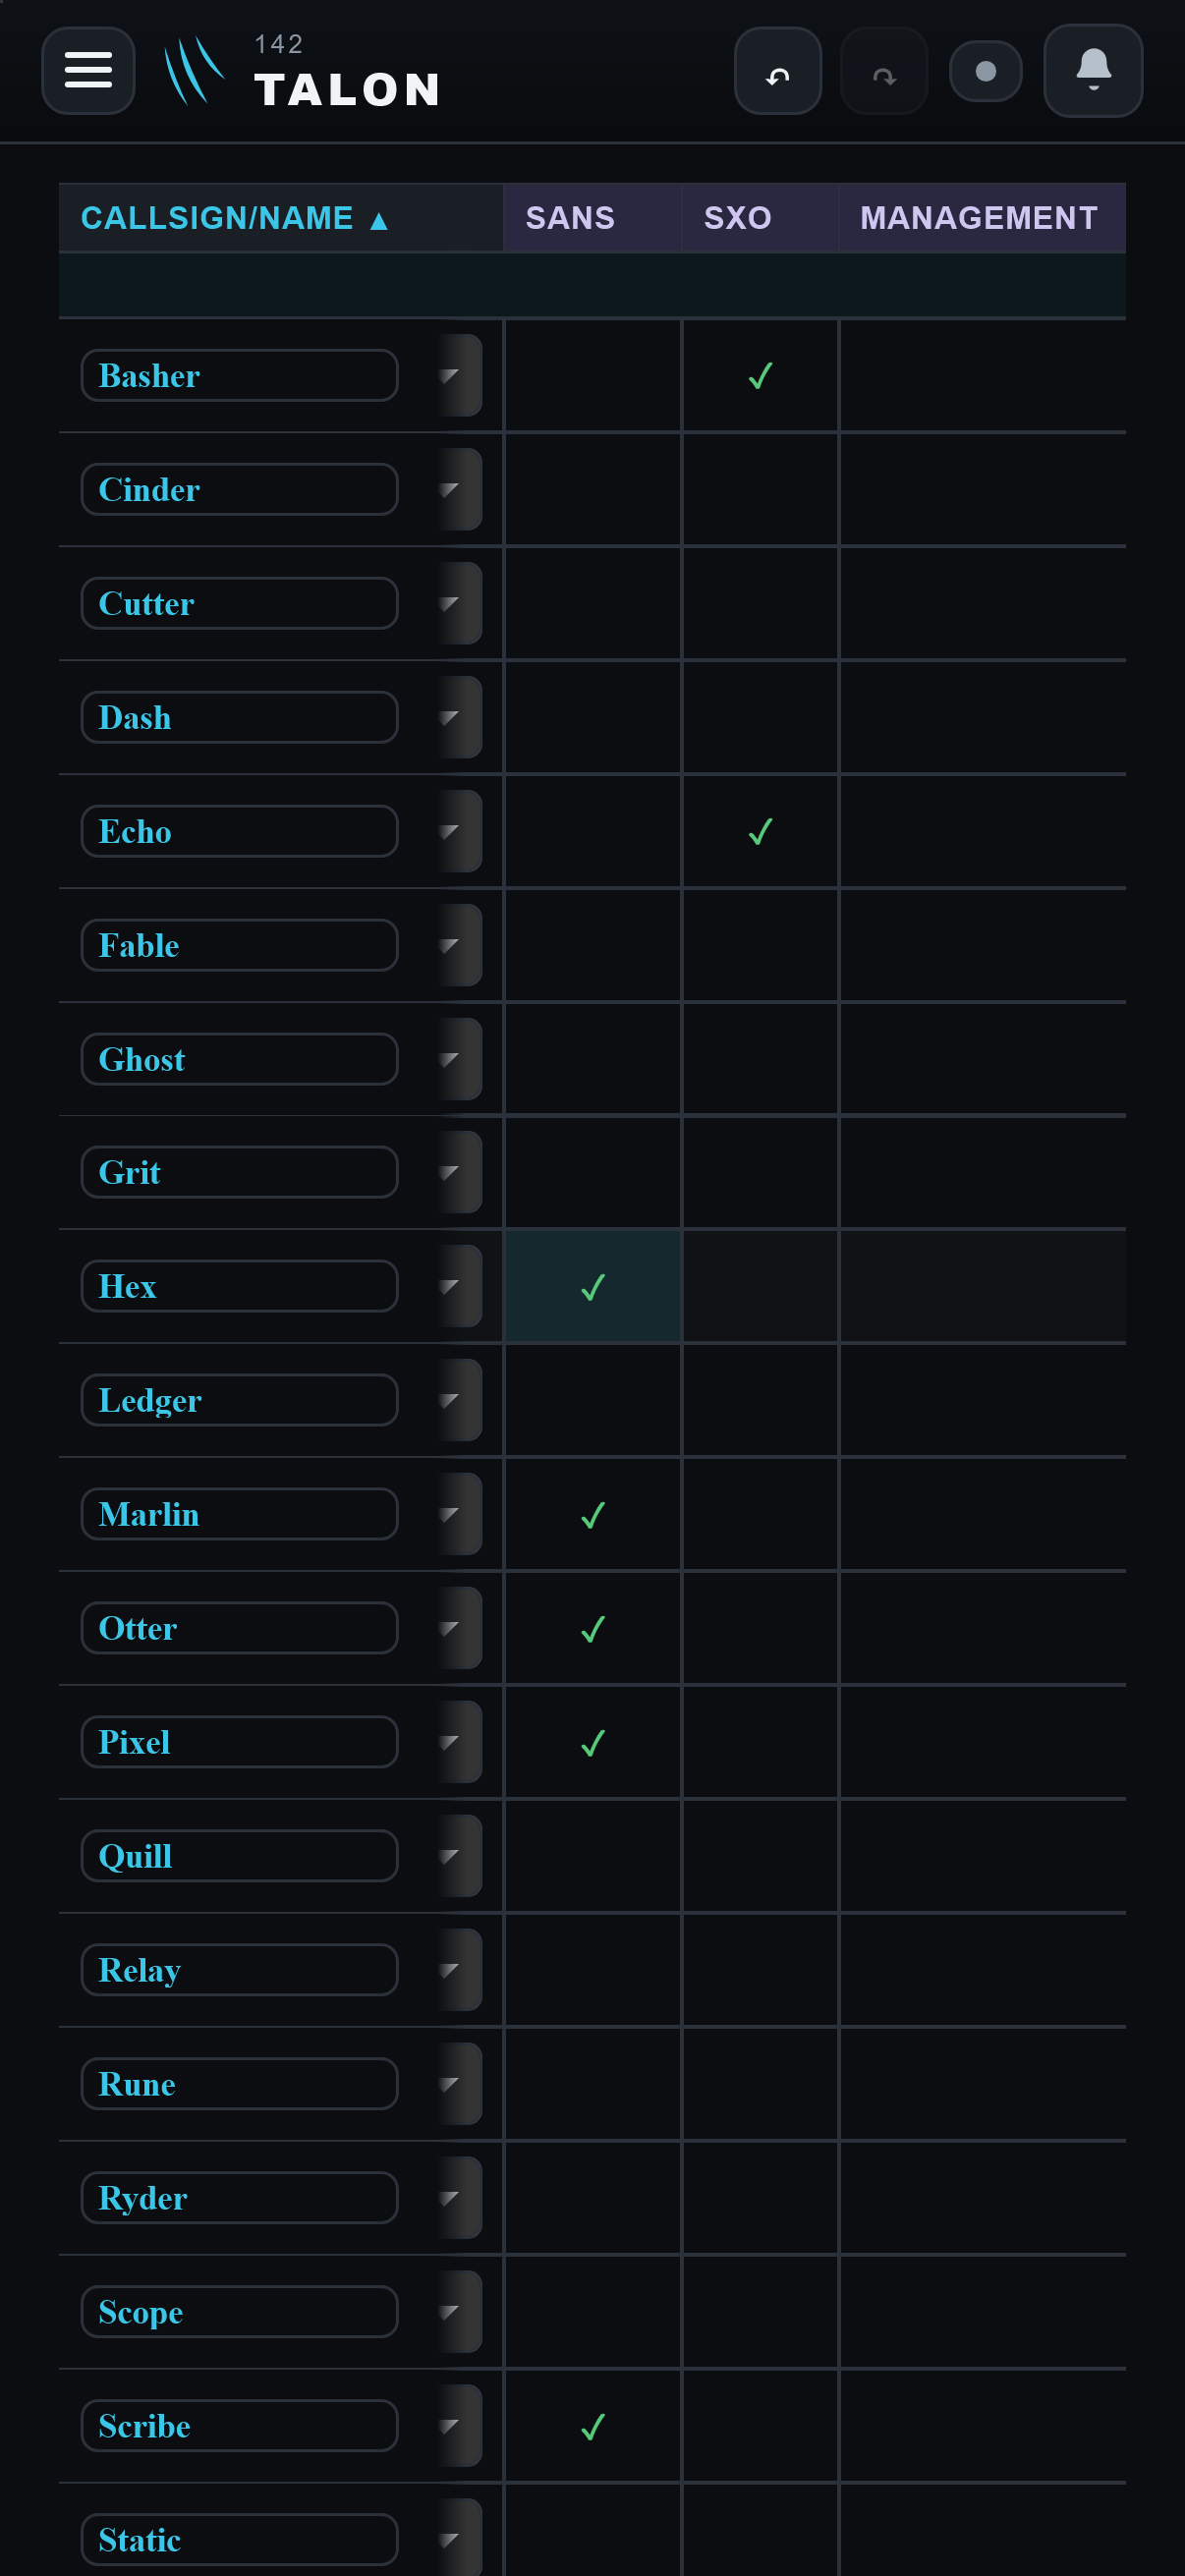 142
TALON
CALLSIGN/NAME ▲ SANS SXO MANAGEMENT
Basher ✓
Cinder
Cutter
Dash
Echo ✓
Fable
Ghost
Grit
Hex ✓
Ledger
Marlin ✓
Otter ✓
Pixel ✓
Quill
Relay
Rune
Ryder
Scope
Scribe ✓
Static